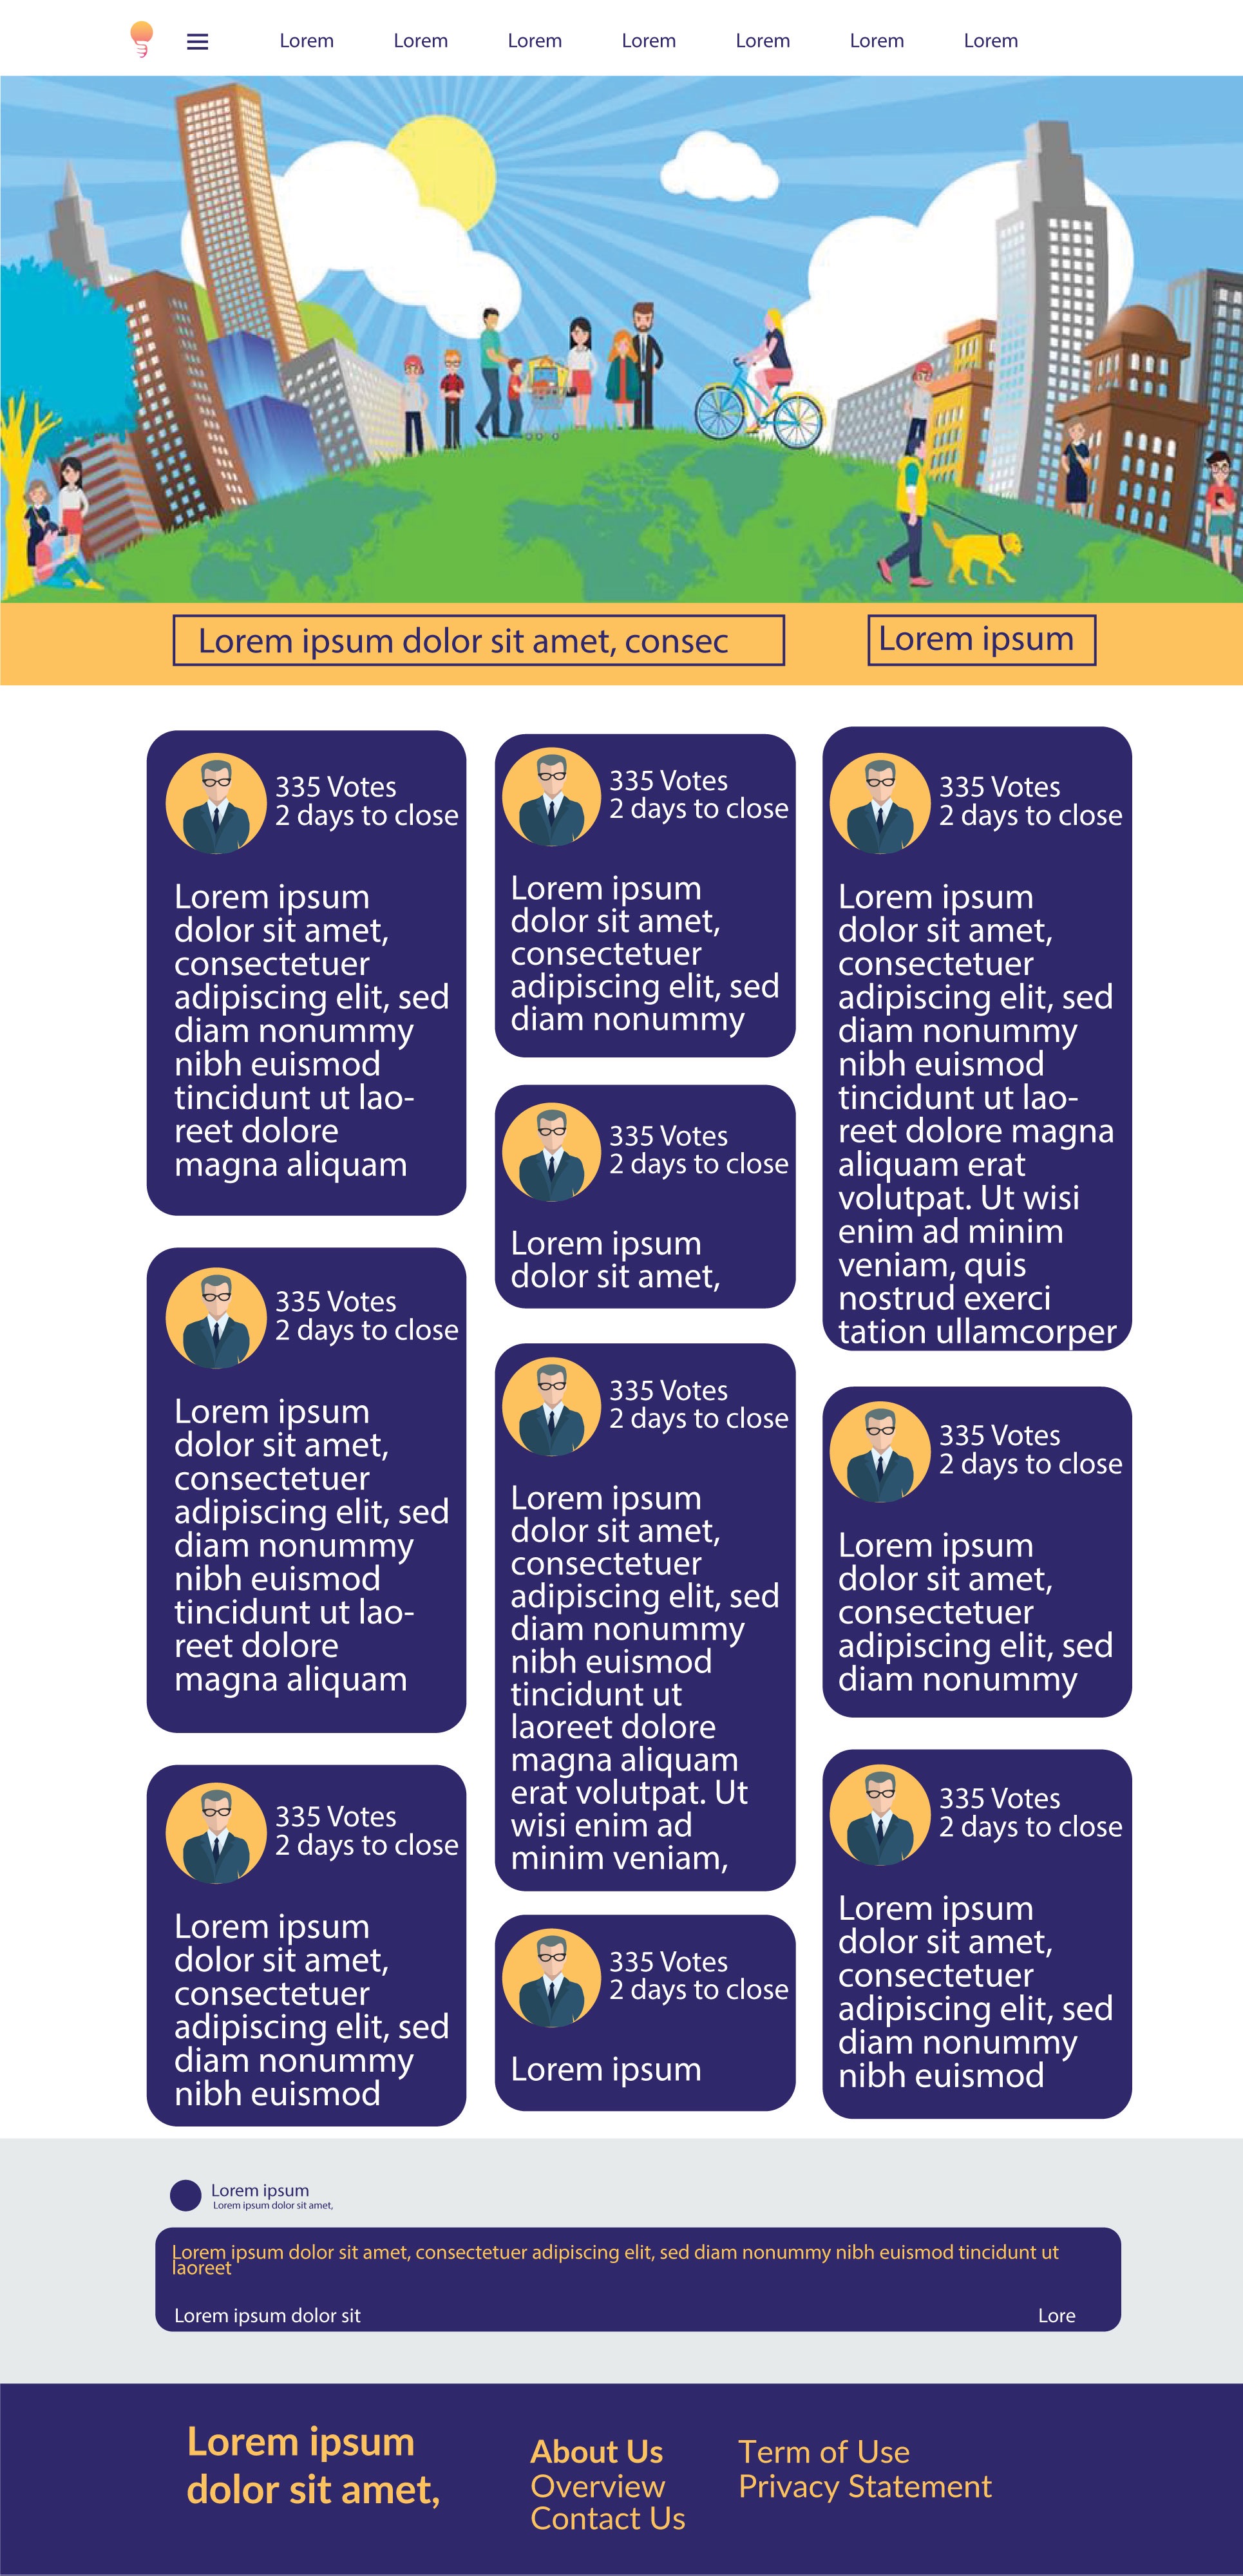 Lorem Lorem Lorem Lorem Lorem Lorem Lorem
Lorem ipsum dolor sit amet, consec
Lorem ipsum
335 Votes
2 days to close
Lorem ipsum
dolor sit amet,
consectetuer
adipiscing elit, sed
diam nonummy
nibh euismod
tincidunt ut lao-
reet dolore
magna aliquam
335 Votes
2 days to close
Lorem ipsum
dolor sit amet,
consectetuer
adipiscing elit, sed
diam nonummy
nibh euismod
tincidunt ut lao-
reet dolore
magna aliquam
335 Votes
2 days to close
Lorem ipsum
dolor sit amet,
consectetuer
adipiscing elit, sed
diam nonummy
nibh euismod
335 Votes
2 days to close
Lorem ipsum
dolor sit amet,
consectetuer
adipiscing elit, sed
diam nonummy
335 Votes
2 days to close
Lorem ipsum
dolor sit amet,
335 Votes
2 days to close
Lorem ipsum
dolor sit amet,
consectetuer
adipiscing elit, sed
diam nonummy
nibh euismod
tincidunt ut
laoreet dolore
magna aliquam
erat volutpat. Ut
wisi enim ad
minim veniam,
335 Votes
2 days to close
Lorem ipsum
335 Votes
2 days to close
Lorem ipsum
dolor sit amet,
consectetuer
adipiscing elit, sed
diam nonummy
nibh euismod
tincidunt ut lao-
reet dolore magna
aliquam erat
volutpat. Ut wisi
enim ad minim
veniam, quis
nostrud exerci
tation ullamcorper
335 Votes
2 days to close
Lorem ipsum
dolor sit amet,
consectetuer
adipiscing elit, sed
diam nonummy
335 Votes
2 days to close
Lorem ipsum
dolor sit amet,
consectetuer
adipiscing elit, sed
diam nonummy
nibh euismod
Lorem ipsum
Lorem ipsum dolor sit amet,
Lorem ipsum dolor sit amet, consectetuer adipiscing elit, sed diam nonummy nibh euismod tincidunt ut
laoreet
Lorem ipsum dolor sit
Lore
Lorem ipsum
dolor sit amet,
About Us
Overview
Contact Us
Term of Use
Privacy Statement